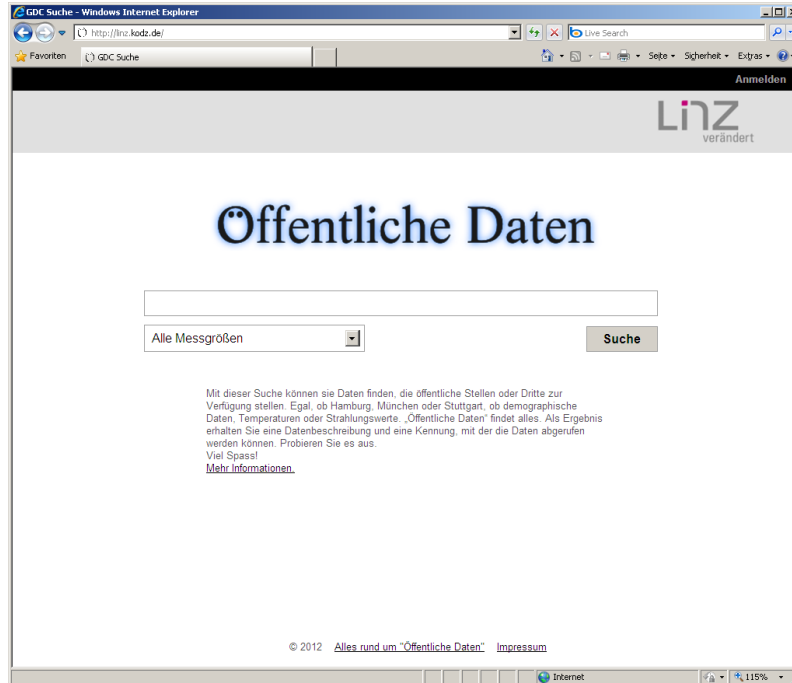 GDC Suche - Windows Internet Explorer
http://linz.kodz.de/
Live Search
Favoriten
GDC Suche
Seite
Sicherheit
Extras
Anmelden
Linz
verändert
Öffentliche Daten
Alle Messgrößen
Suche
Mit dieser Suche können sie Daten finden, die öffentliche Stellen oder Dritte zur
Verfügung stellen. Egal, ob Hamburg, München oder Stuttgart, ob demographische
Daten, Temperaturen oder Strahlungswerte. „Öffentliche Daten" findet alles. Als Ergebnis
erhalten Sie eine Datenbeschreibung und eine Kennung, mit der die Daten abgerufen
werden können. Probieren Sie es aus.
Viel Spass!
Mehr Informationen.
© 2012 Alles rund um "Öffentliche Daten" Impressum
Internet
115%